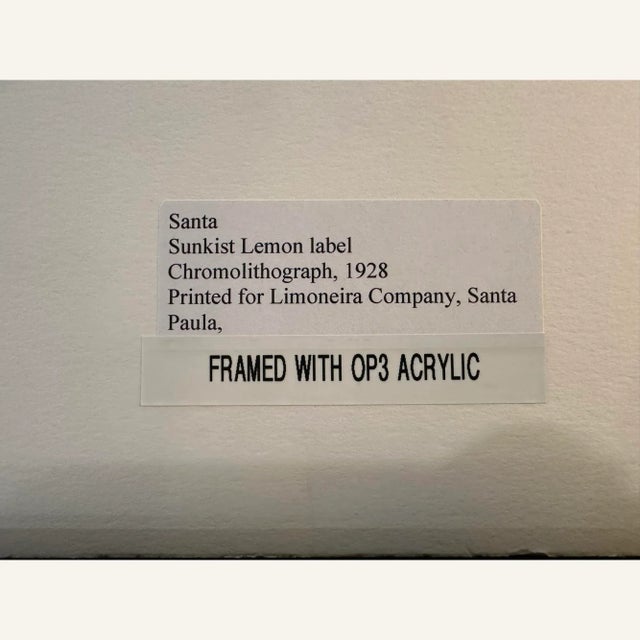 Santa
Sunkist Lemon label
Chromolithograph, 1928
Printed for Limoneira Company, Santa
Paula,
FRAMED WITH OP3 ACRYLIC